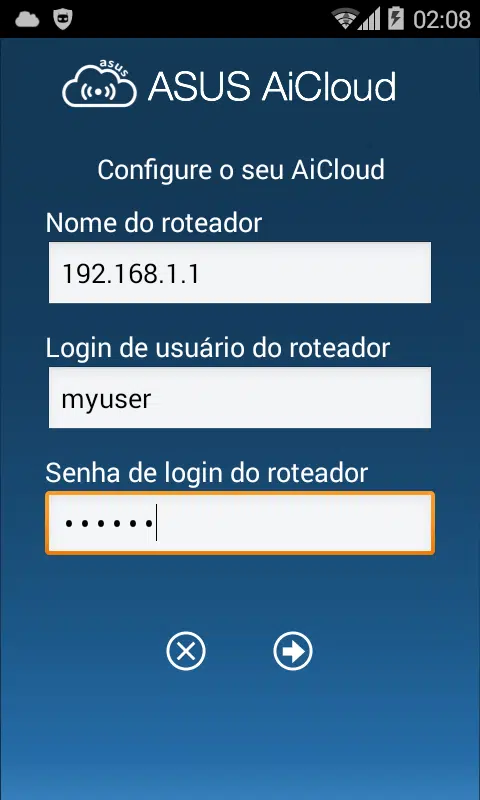 02:08
asus
ASUS AiCloud
Configure o seu AiCloud
Nome do roteador
192.168.1.1
Login de usuário do roteador
myuser
Senha de login do roteador
••••••